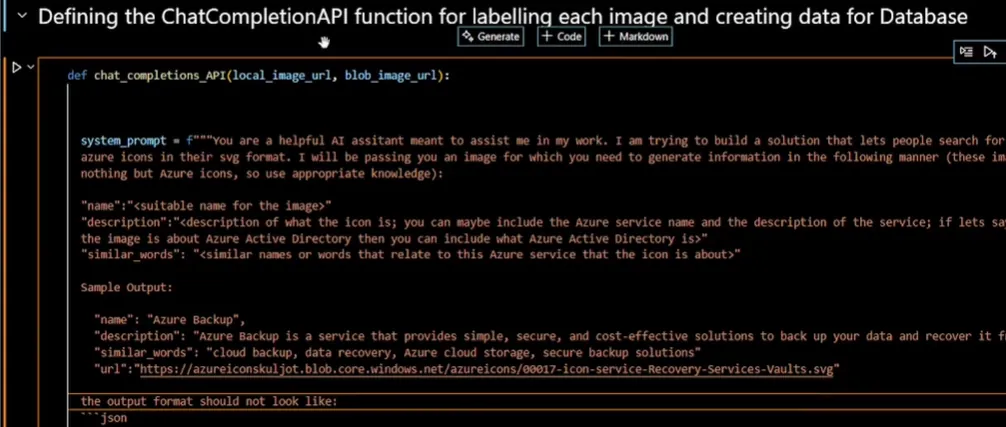 Defining the ChatCompletionAPI function for labelling each image and creating data for Database
Generate + Code + Markdown
def chat_completions_API(local_image_url, blob_image_url):
system_prompt = f"""You are a helpful AI assitant meant to assist me in my work. I am trying to build a solution that lets people search for
azure icons in their svg format. I will be passing you an image for which you need to generate information in the following manner (these im
nothing but Azure icons, so use appropriate knowledge):
"name":"<suitable name for the image>"
"description":"<description of what the icon is; you can maybe include the Azure service name and the description of the service; if lets sa
the image is about Azure Active Directory then you can include what Azure Active Directory is>"
"similar_words": "<similar names or words that relate to this Azure service that the icon is about>"
Sample Output:
"name": "Azure Backup",
"description": "Azure Backup is a service that provides simple, secure, and cost-effective solutions to back up your data and recover it f
"similar_words": "cloud backup, data recovery, Azure cloud storage, secure backup solutions"
"url":"https://azureiconskuljot.blob.core.windows.net/azureicons/00017-icon-service-Recovery-Services-Vaults.svg"
the output format should not look like:
```json